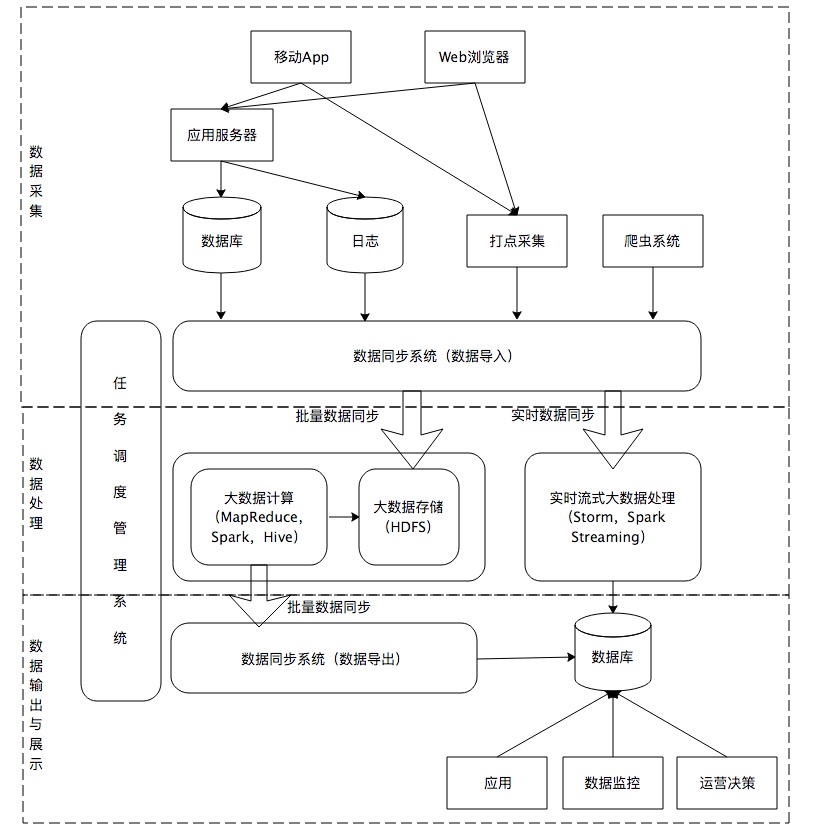 移动App
Web浏览器
应用服务器
数据采集
数据库
日志
打点采集
爬虫系统
数据同步系统（数据导入）
任务调度管理系统
批量数据同步
实时数据同步
数据处理
大数据计算
（MapReduce，
Spark，Hive）
大数据存储
（HDFS）
实时流式大数据处理
（Storm，Spark
Streaming）
批量数据同步
数据输出与展示
数据同步系统（数据导出）
数据库
应用
数据监控
运营决策